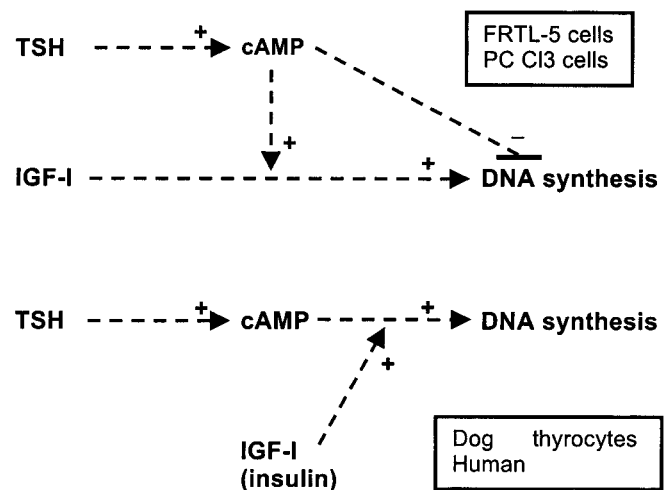 TSH + cAMP
FRTL-5 cells
PC Cl3 cells
+ −
IGF-I + DNA synthesis
TSH + cAMP + DNA synthesis
+
IGF-I
(insulin)
Dog thyrocytes
Human